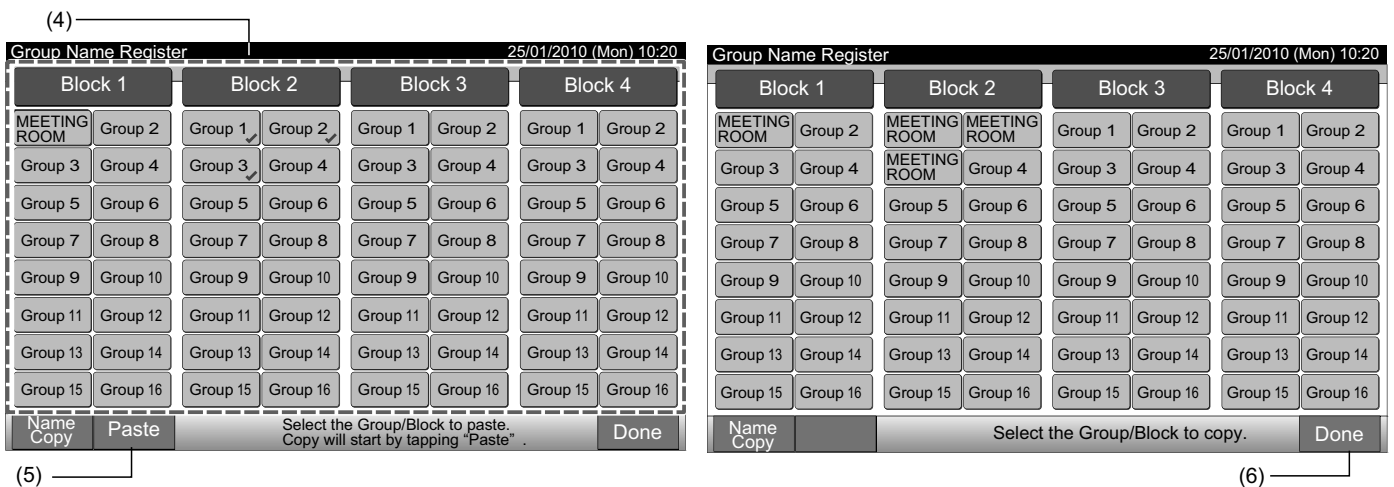 (4)
Group Name Register 25/01/2010 (Mon) 10:20
Block 1 Block 2 Block 3 Block 4
MEETING ROOM Group 2 Group 1 Group 2 Group 1 Group 2 Group 1 Group 2
Group 3 Group 4 Group 3 Group 4 Group 3 Group 4 Group 3 Group 4
Group 5 Group 6 Group 5 Group 6 Group 5 Group 6 Group 5 Group 6
Group 7 Group 8 Group 7 Group 8 Group 7 Group 8 Group 7 Group 8
Group 9 Group 10 Group 9 Group 10 Group 9 Group 10 Group 9 Group 10
Group 11 Group 12 Group 11 Group 12 Group 11 Group 12 Group 11 Group 12
Group 13 Group 14 Group 13 Group 14 Group 13 Group 14 Group 13 Group 14
Group 15 Group 16 Group 15 Group 16 Group 15 Group 16 Group 15 Group 16
Name Copy Paste
Select the Group/Block to paste.
Copy will start by tapping “Paste” .
Done
(5)
Group Name Register 25/01/2010 (Mon) 10:20
Block 1 Block 2 Block 3 Block 4
MEETING ROOM Group 2 MEETING ROOM MEETING ROOM Group 1 Group 2 Group 1 Group 2
Group 3 Group 4 MEETING ROOM Group 4 Group 3 Group 4 Group 3 Group 4
Group 5 Group 6 Group 5 Group 6 Group 5 Group 6 Group 5 Group 6
Group 7 Group 8 Group 7 Group 8 Group 7 Group 8 Group 7 Group 8
Group 9 Group 10 Group 9 Group 10 Group 9 Group 10 Group 9 Group 10
Group 11 Group 12 Group 11 Group 12 Group 11 Group 12 Group 11 Group 12
Group 13 Group 14 Group 13 Group 14 Group 13 Group 14 Group 13 Group 14
Group 15 Group 16 Group 15 Group 16 Group 15 Group 16 Group 15 Group 16
Name Copy
Select the Group/Block to copy.
Done
(6)